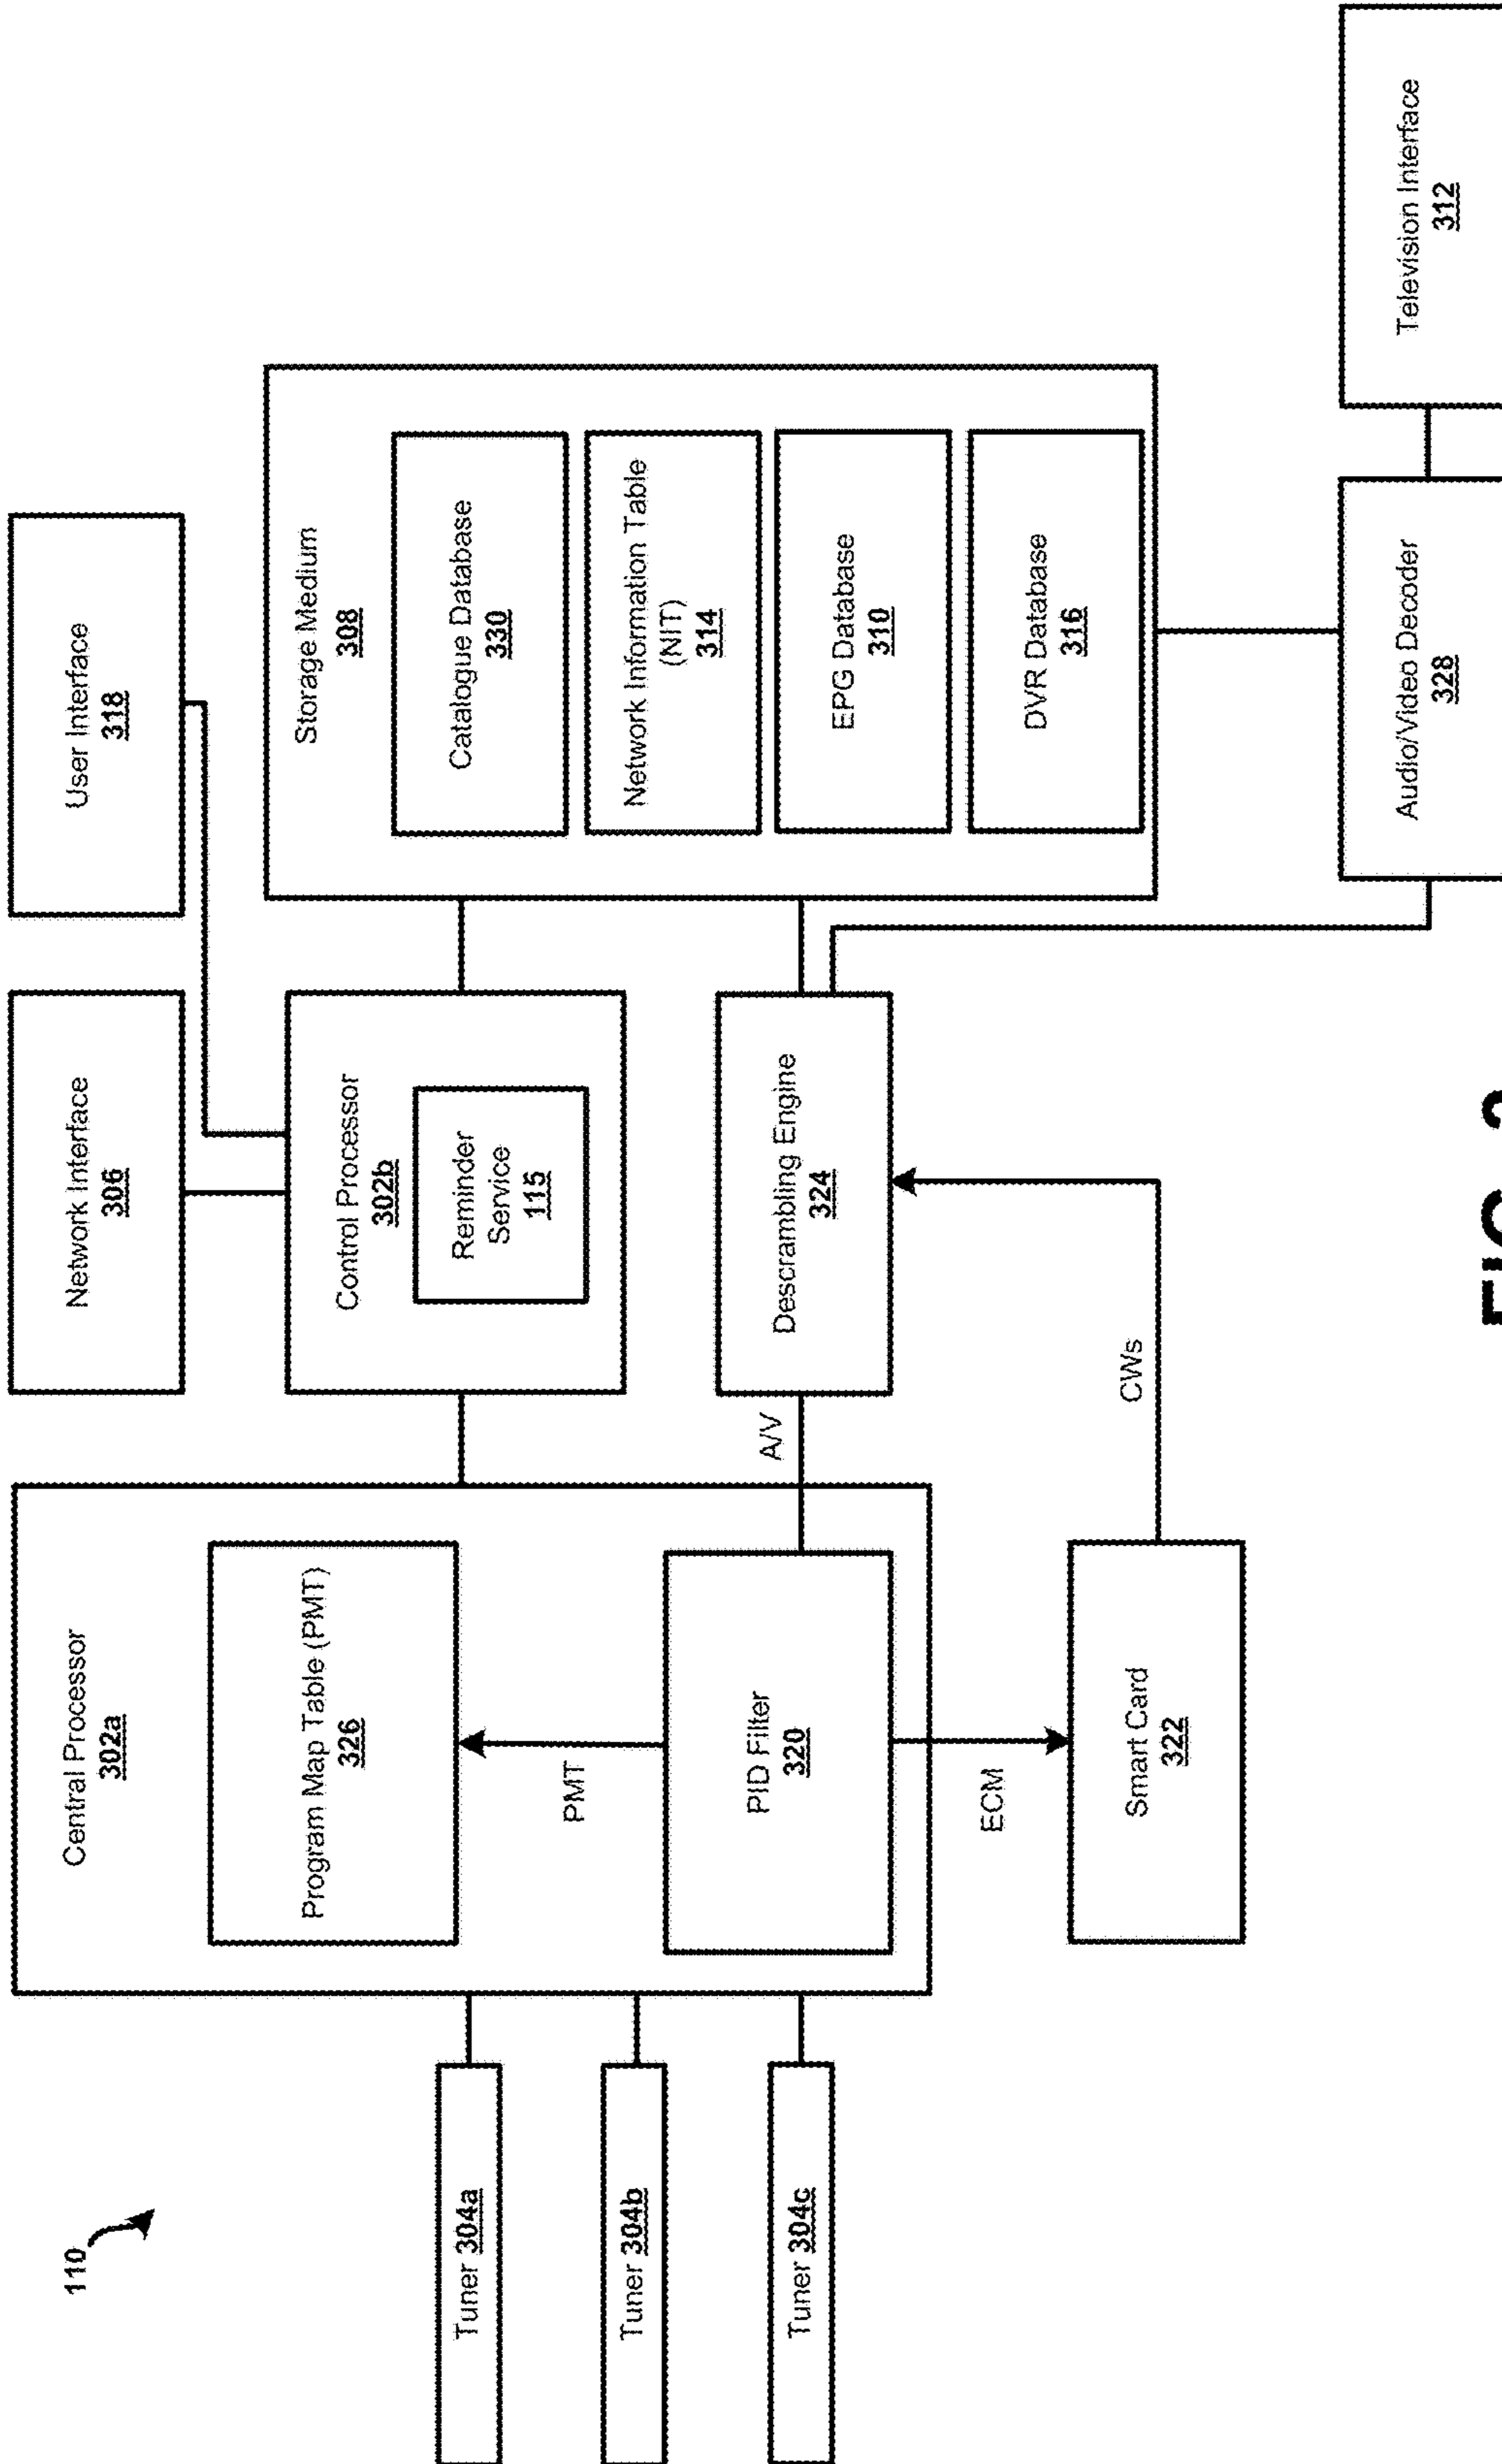 110
Tuner 304a
Tuner 304b
Tuner 304c
Central Processor
302a
Program Map Table (PMT)
326
PMT
PID Filter
320
ECM
Smart Card
322
A/V
CWs
Network Interface
306
User Interface
318
Control Processor
302b
Reminder
Service
115
Descrambling Engine
324
Storage Medium
308
Catalogue Database
330
Network Information Table
(NIT)
314
EPG Database
310
DVR Database
316
Audio/Video Decoder
328
Television Interface
312